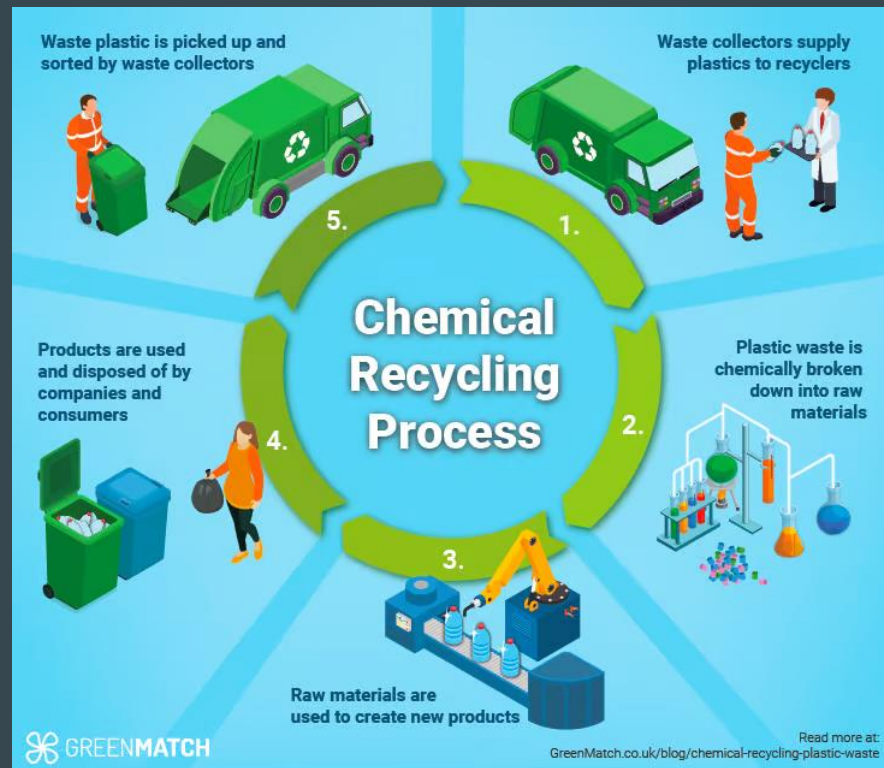 Waste plastic is picked up and
sorted by waste collectors
Waste collectors supply
plastics to recyclers
5.
1.
Chemical
Recycling
Process
Products are used
and disposed of by
companies and
consumers
Plastic waste is
chemically broken
down into raw
materials
4.
2.
3.
Raw materials are
used to create new products
GREENMATCH
Read more at:
GreenMatch.co.uk/blog/chemical-recycling-plastic-waste